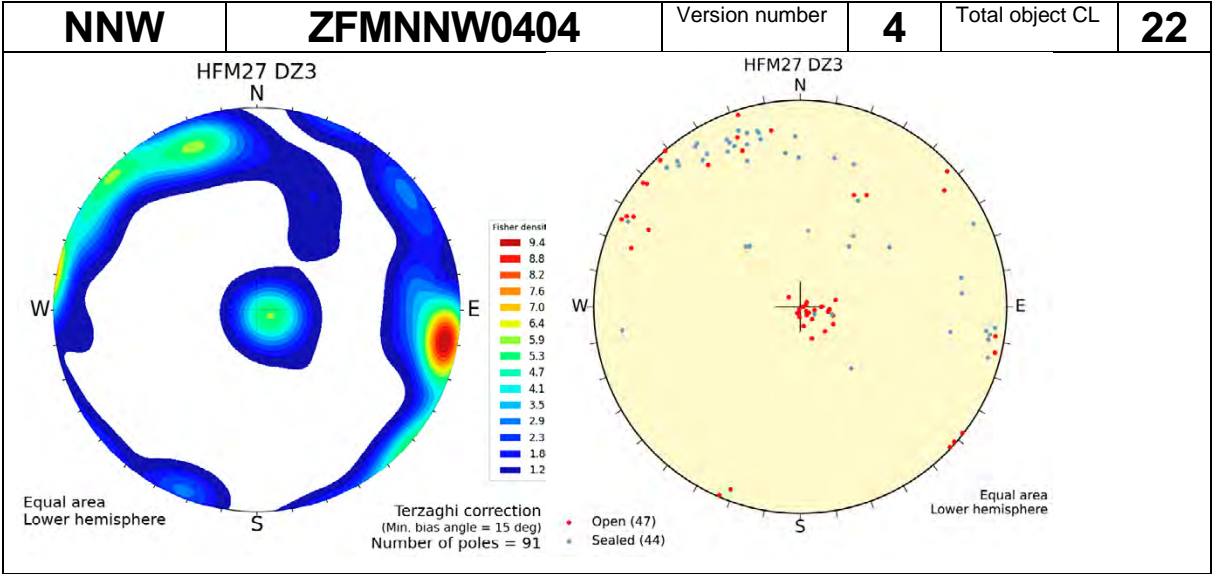 NNW ZFMNNW0404 Version number 4 Total object CL 22
HFM27 DZ3
N
W
E
S
Fisher densit
9.4
8.8
8.2
7.6
7.0
6.4
5.9
5.3
4.7
4.1
3.5
2.9
2.3
1.8
1.2
Equal area
Lower hemisphere
Terzaghi correction
(Min. bias angle = 15 deg)
Number of poles = 91
HFM27 DZ3
N
E
S
Open (47)
Sealed (44)
Equal area
Lower hemisphere
W